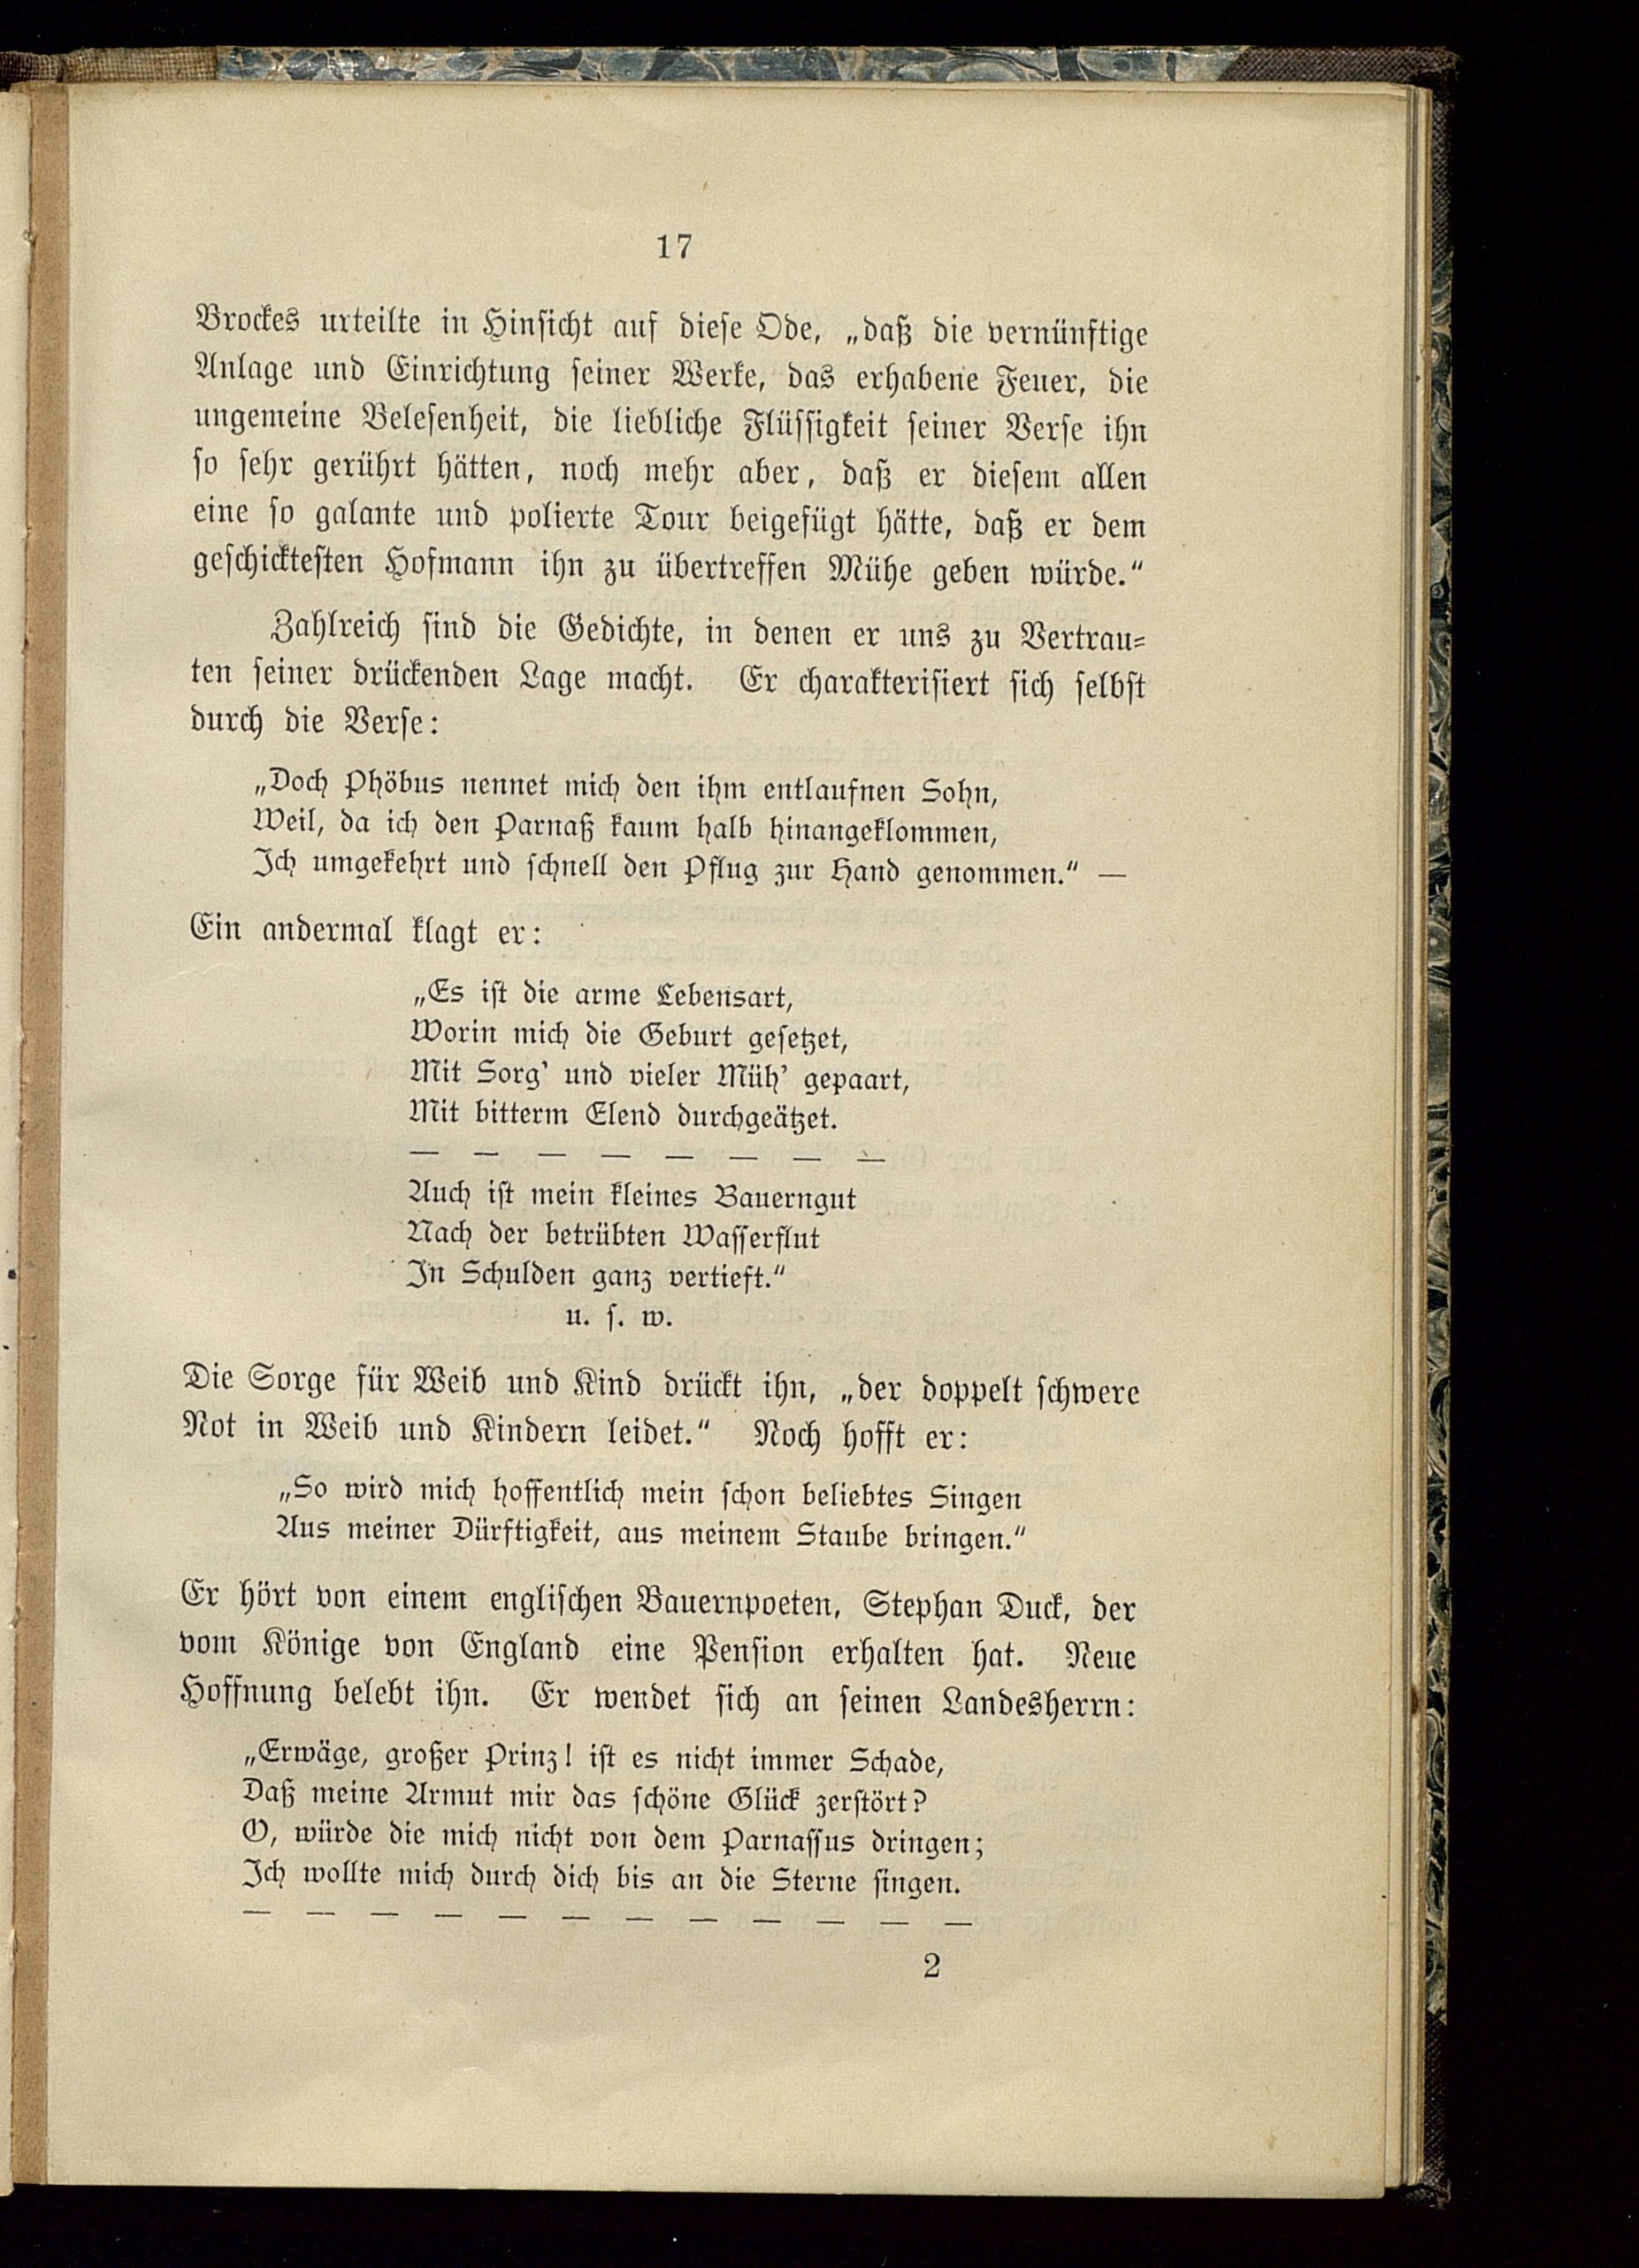 17
Brockes urteilte in Hinsicht auf diese Ode, „daß die vernünftige
Anlage und Einrichtung seiner Werke, das erhabene Feuer, die
ungemeine Belesenheit, die liebliche Flüssigkeit seiner Verse ihn
so sehr gerührt hätten, noch mehr aber, daß er diesem allen
eine so galante und polierte Tour beigefügt hätte, daß er dem
geschicktesten Hofmann ihn zu übertreffen Mühe geben würde.“
Zahlreich sind die Gedichte, in denen er uns zu Vertrau-
ten seiner drückenden Lage macht. Er charakterisiert sich selbst
durch die Verse:
„Doch Phöbus nennet mich den ihm entlaufnen Sohn,
Weil, da ich den Parnaß kaum halb hinangeklommen,
Ich umgekehrt und schnell den Pflug zur Hand genommen.“ —
Ein andermal klagt er:
„Es ist die arme Lebensart,
Worin mich die Geburt gesetzet,
Mit Sorg’ und vieler Müh’ gepaart,
Mit bitterm Elend durchgeätzet.
— — — — — — — —
Auch ist mein kleines Bauerngut
Nach der betrübten Wasserflut
In Schulden ganz vertieft.“
u. s. w.
Die Sorge für Weib und Kind drückt ihn, „der doppelt schwere
Not in Weib und Kindern leidet.“ Noch hofft er:
„So wird mich hoffentlich mein schon beliebtes Singen
Aus meiner Dürftigkeit, aus meinem Staube bringen.“
Er hört von einem englischen Bauernpoeten, Stephan Duck, der
vom Könige von England eine Pension erhalten hat. Neue
Hoffnung belebt ihn. Er wendet sich an seinen Landesherrn:
„Erwäge, großer Prinz! ist es nicht immer Schade,
Daß meine Armut mir das schöne Glück zerstört?
O, würde die mich nicht von dem Parnassus dringen;
Ich wollte mich durch dich bis an die Sterne singen.
— — — — — — — — — — — —
2